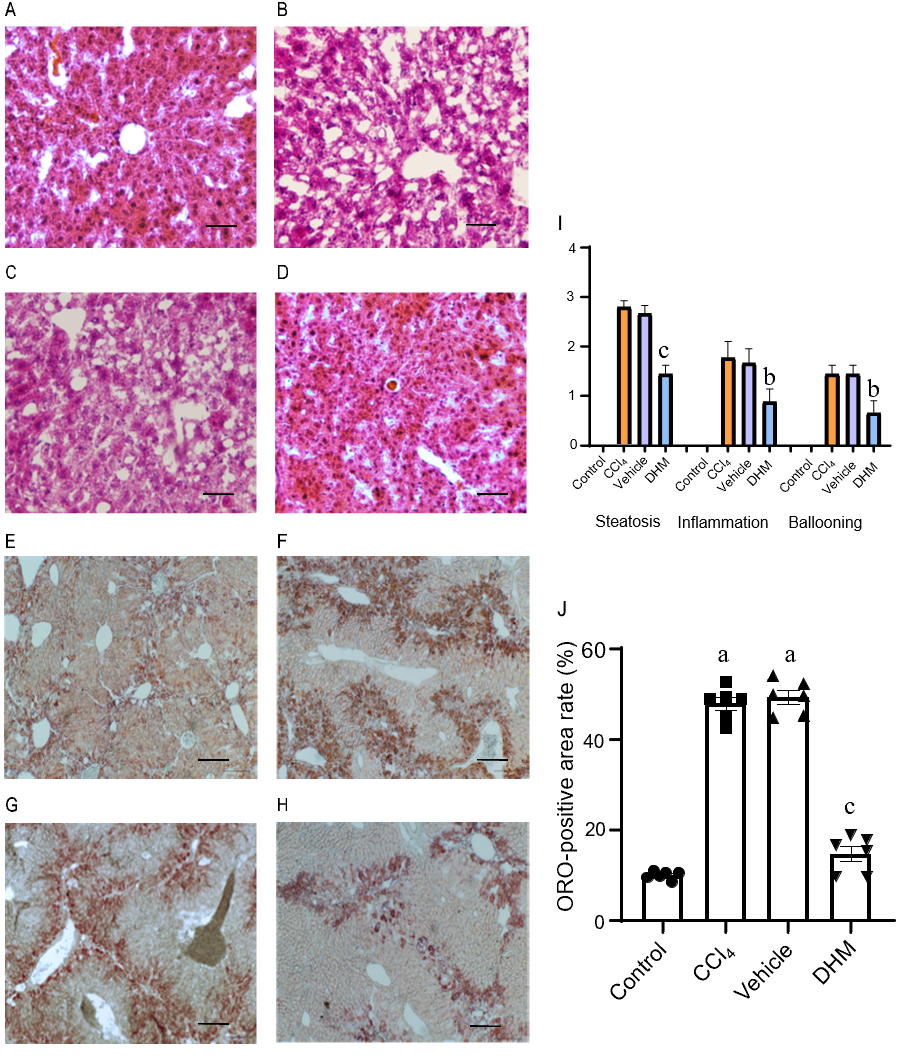 A
B
C
D
E
F
G
H
I
4
3
2
1
0
c
b
b
Control
CCl₄
Vehicle
DHM
Control
CCl₄
Vehicle
DHM
Control
CCl₄
Vehicle
DHM
Steatosis
Inflammation
Ballooning
J
ORO-positive area rate (%)
60
40
20
0
a
a
c
Control
CCl₄
Vehicle
DHM